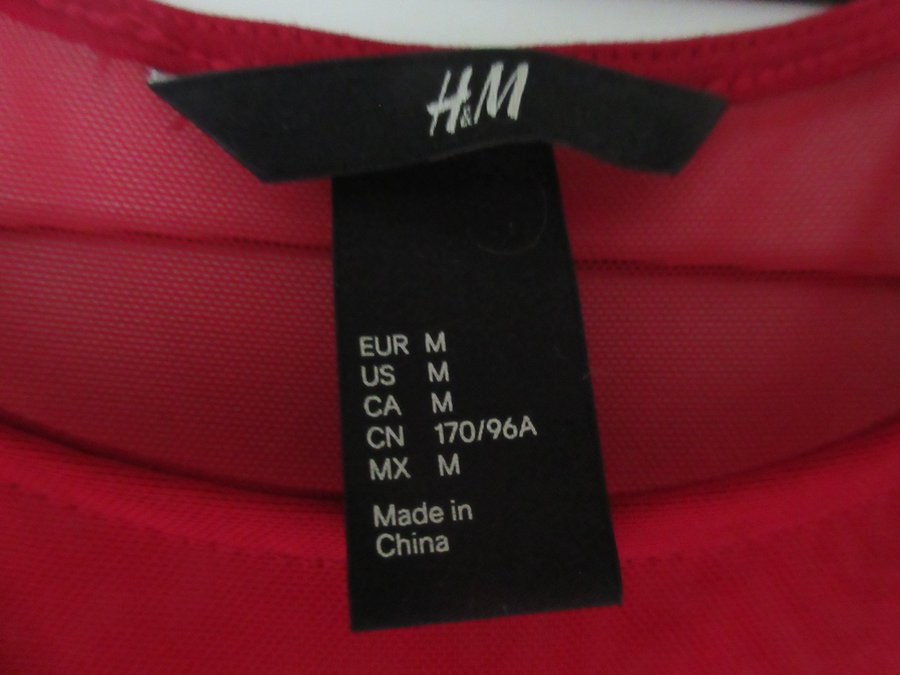 H&M
EUR M
US M
CA M
CN 170/96A
MX M
Made in
China